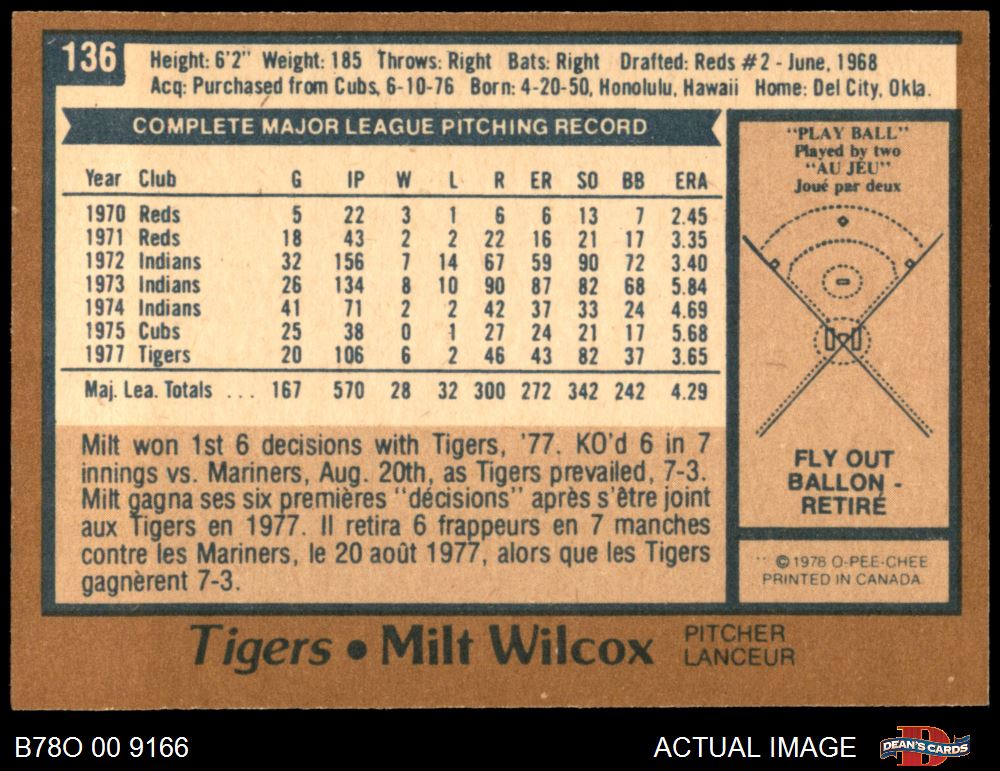 136
Height: 6'2" Weight: 185 Throws: Right Bats: Right Drafted: Reds #2 - June, 1968
Acq: Purchased from Cubs, 6-10-76 Born: 4-20-50, Honolulu, Hawaii Home: Del City, Okla.
COMPLETE MAJOR LEAGUE PITCHING RECORD
Year Club G IP W L R ER SO BB ERA
1970 Reds 5 22 3 1 6 6 13 7 2.45
1971 Reds 18 43 2 2 22 16 21 17 3.35
1972 Indians 32 156 7 14 67 59 90 72 3.40
1973 Indians 26 134 8 10 90 87 82 68 5.84
1974 Indians 41 71 2 2 42 37 33 24 4.69
1975 Cubs 25 38 0 1 27 24 21 17 5.68
1977 Tigers 20 106 6 2 46 43 82 37 3.65
Maj. Lea. Totals ... 167 570 28 32 300 272 342 242 4.29
Milt won 1st 6 decisions with Tigers, '77. KO'd 6 in 7
innings vs. Mariners, Aug. 20th, as Tigers prevailed, 7-3.
Milt gagna ses six premières "décisions" après s'être joint
aux Tigers en 1977. Il retira 6 frappeurs en 7 manches
contre les Mariners, le 20 août 1977, alors que les Tigers
gagnèrent 7-3.
"PLAY BALL"
Played by two
"AU JEU"
Joué par deux
FLY OUT
BALLON -
RETIRÉ
©1978 O-PEE-CHEE
PRINTED IN CANADA
Tigers • Milt Wilcox PITCHER
LANCEUR
B78O 00 9166
ACTUAL IMAGE
DEAN'S CARDS